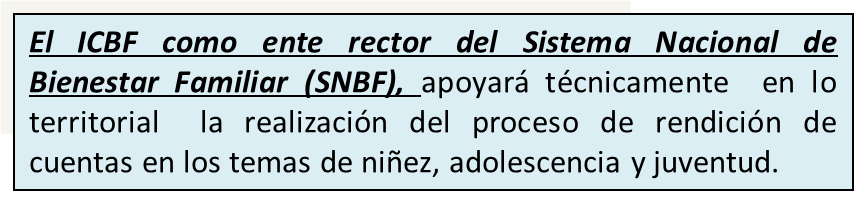 El ICBF como ente rector del Sistema Nacional de
Bienestar Familiar (SNBF), apoyará técnicamente en lo
territorial la realización del proceso de rendición de
cuentas en los temas de niñez, adolescencia y juventud.